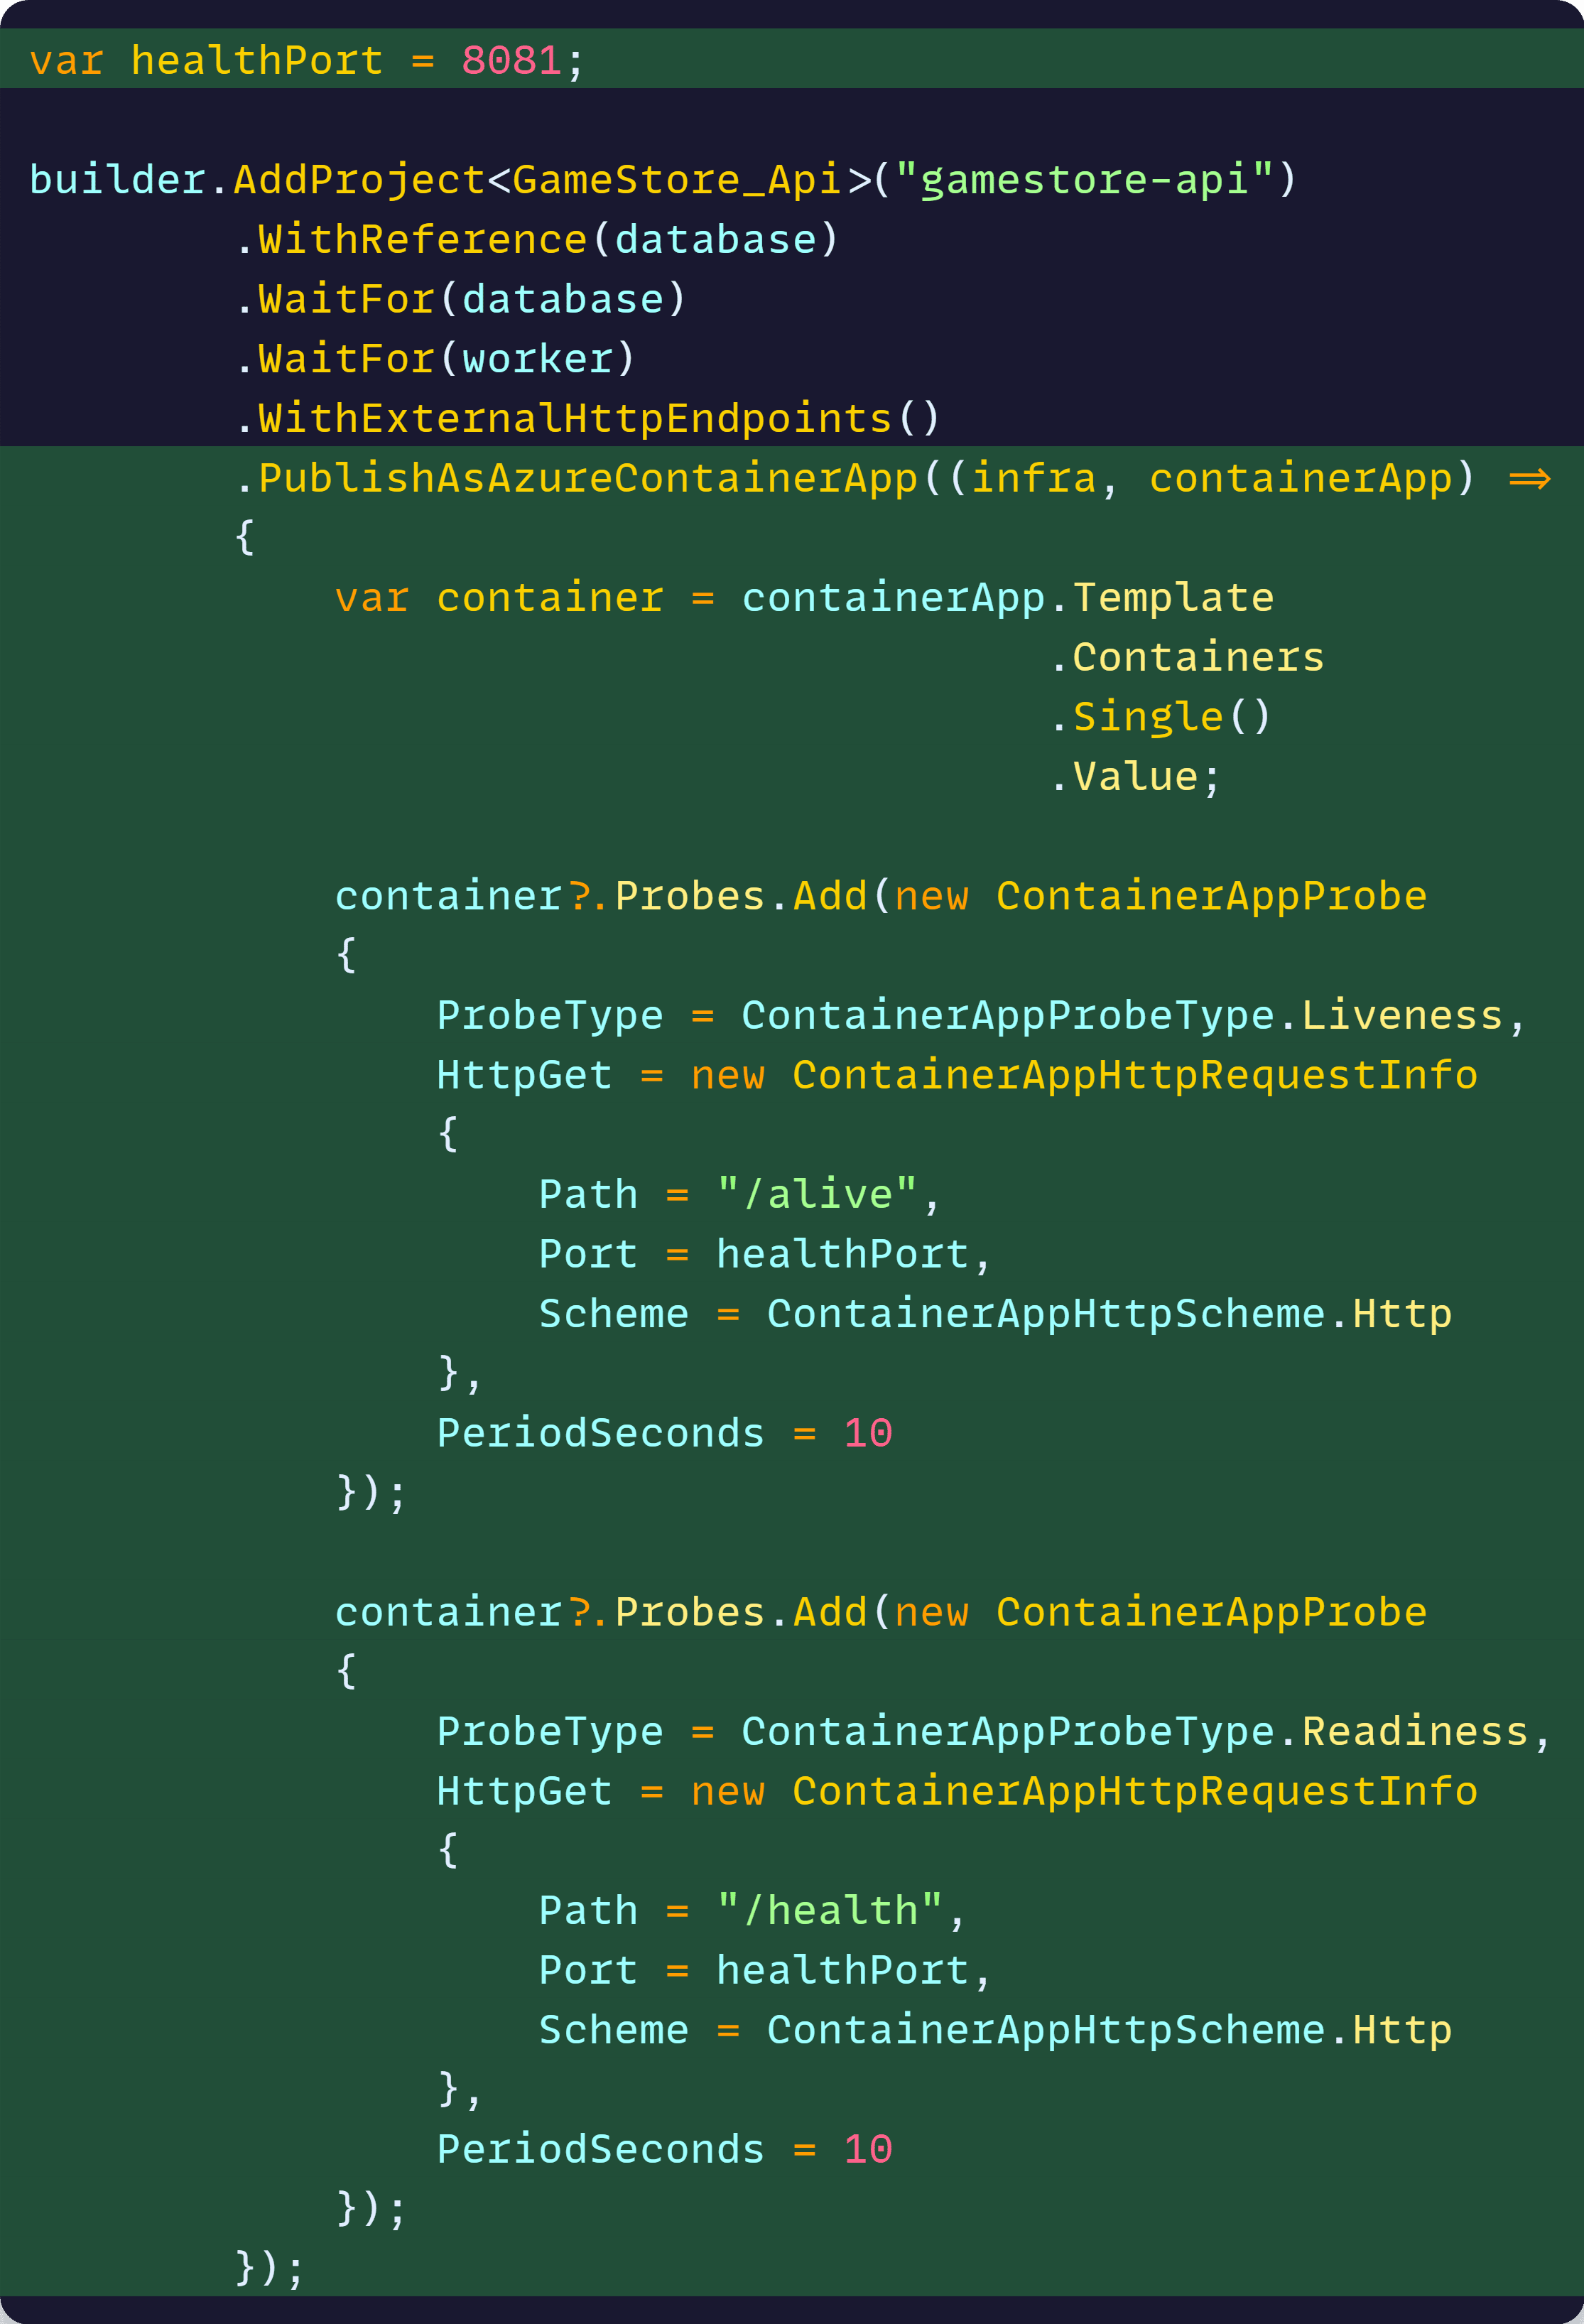 var healthPort = 8081;

builder.AddProject<GameStore_Api>("gamestore-api")
        .WithReference(database)
        .WaitFor(database)
        .WaitFor(worker)
        .WithExternalHttpEndpoints()
        .PublishAsAzureContainerApp((infra, containerApp) =>
        {
            var container = containerApp.Template
                                        .Containers
                                        .Single()
                                        .Value;

            container?.Probes.Add(new ContainerAppProbe
            {
                ProbeType = ContainerAppProbeType.Liveness,
                HttpGet = new ContainerAppHttpRequestInfo
                {
                    Path = "/alive",
                    Port = healthPort,
                    Scheme = ContainerAppHttpScheme.Http
                },
                PeriodSeconds = 10
            });

            container?.Probes.Add(new ContainerAppProbe
            {
                ProbeType = ContainerAppProbeType.Readiness,
                HttpGet = new ContainerAppHttpRequestInfo
                {
                    Path = "/health",
                    Port = healthPort,
                    Scheme = ContainerAppHttpScheme.Http
                },
                PeriodSeconds = 10
            });
        });